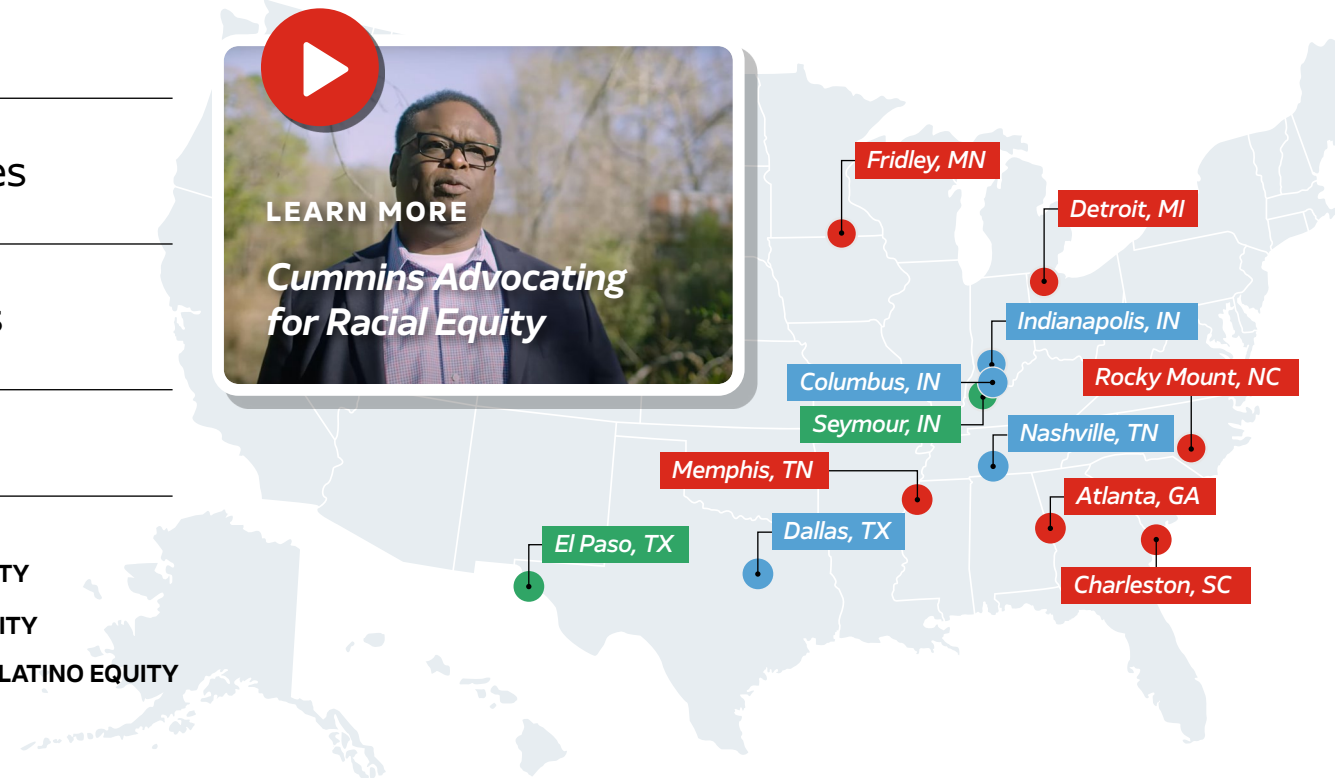 es
s
TY
ITY
LATINO EQUITY
LEARN MORE
Cummins Advocating
for Racial Equity
Fridley, MN
Detroit, MI
Indianapolis, IN
Columbus, IN
Rocky Mount, NC
Seymour, IN
Nashville, TN
Memphis, TN
Atlanta, GA
Dallas, TX
El Paso, TX
Charleston, SC